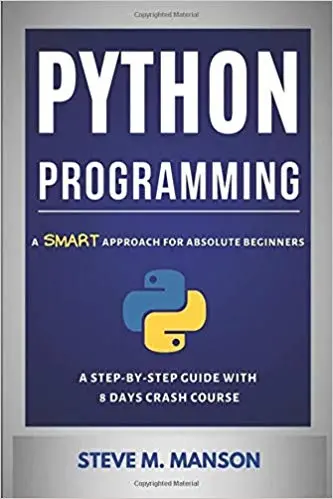 PYTHON
PROGRAMMING
A SMART APPROACH FOR ABSOLUTE BEGINNERS
A STEP-BY-STEP GUIDE WITH
8 DAYS CRASH COURSE
STEVE M. MANSON